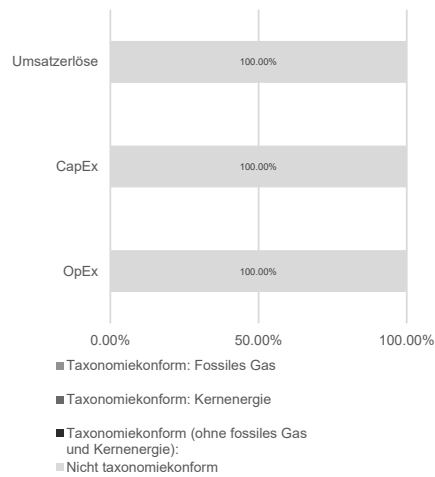 Umsatzerlöse
100.00%
CapEx
100.00%
OpEx
100.00%
0.00% 50.00% 100.00%
Taxonomiekonform: Fossiles Gas
Taxonomiekonform: Kernenergie
Taxonomiekonform (ohne fossiles Gas
und Kernenergie):
Nicht taxonomiekonform